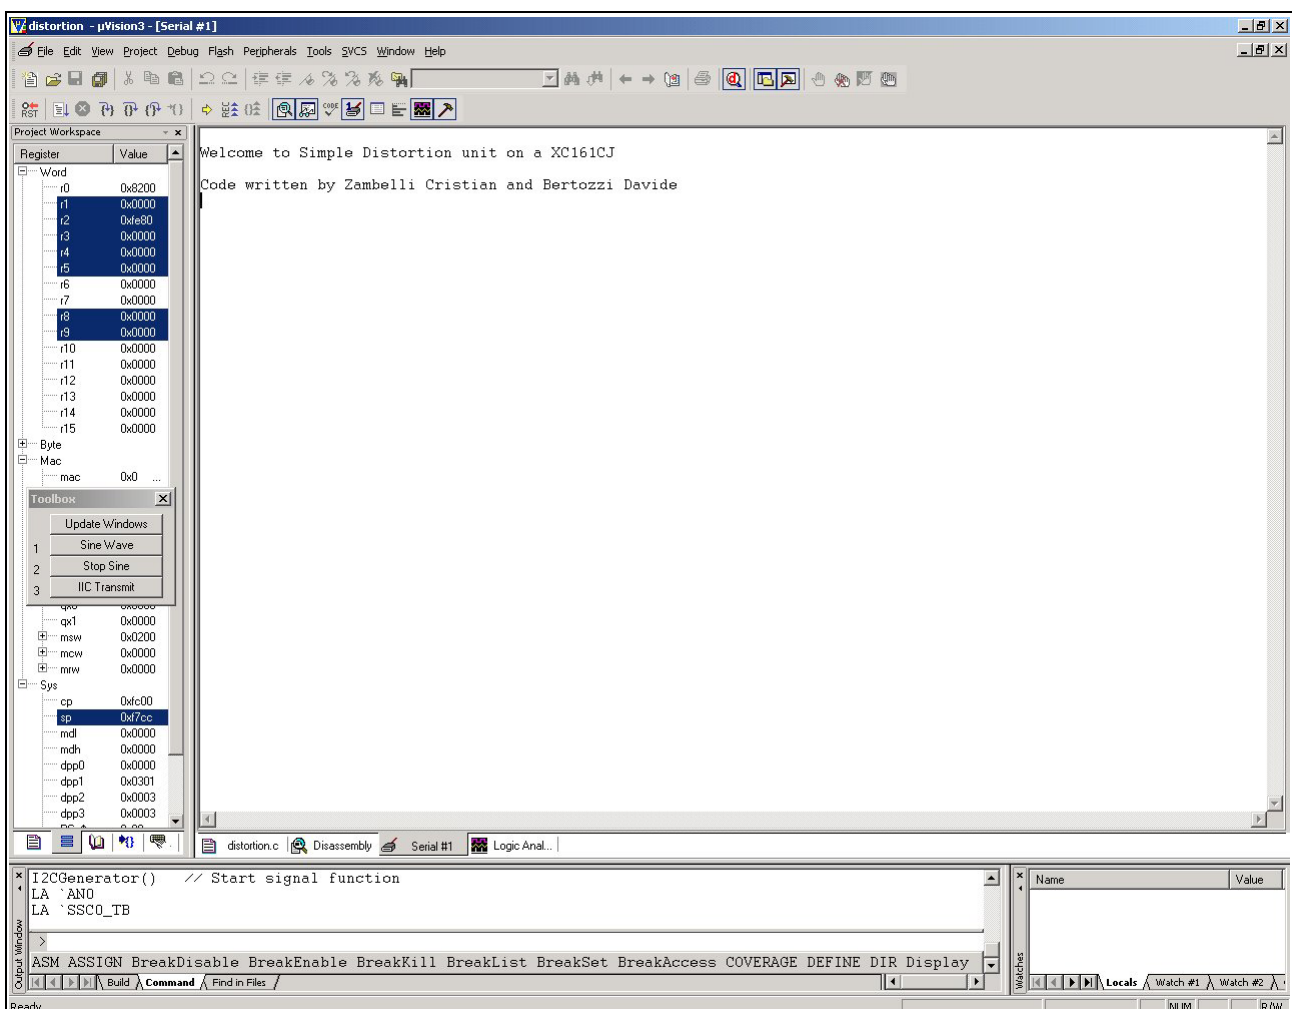 distortion - µVision3 - [Serial #1]
File Edit View Project Debug Flash Peripherals Tools SVCS Window Help
RST
CODE
Project Workspace
Register Value
Word
r0 0x8200
r1 0x0000
r2 0xfe80
r3 0x0000
r4 0x0000
r5 0x0000
r6 0x0000
r7 0x0000
r8 0x0000
r9 0x0000
r10 0x0000
r11 0x0000
r12 0x0000
r13 0x0000
r14 0x0000
r15 0x0000
Byte
Mac
mac 0x0 ...
Toolbox
Update Windows
1 Sine Wave
2 Stop Sine
3 IIC Transmit
qx1 0x0000
msw 0x0200
mcw 0x0000
mrw 0x0000
Sys
cp 0xfc00
sp 0xf7cc
mdl 0x0000
mdh 0x0000
dpp0 0x0000
dpp1 0x0301
dpp2 0x0003
dpp3 0x0003
Welcome to Simple Distortion unit on a XC161CJ
Code written by Zambelli Cristian and Bertozzi Davide
distortion.c Disassembly Serial #1 Logic Anal...
I2CGenerator() // Start signal function
LA `AN0
LA `SSC0_TB
>
ASM ASSIGN BreakDisable BreakEnable BreakKill BreakList BreakSet BreakAccess COVERAGE DEFINE DIR Display
Build Command Find in Files
Output Window
Name Value
Locals Watch #1 Watch #2
Watches
Ready
NUM R/W